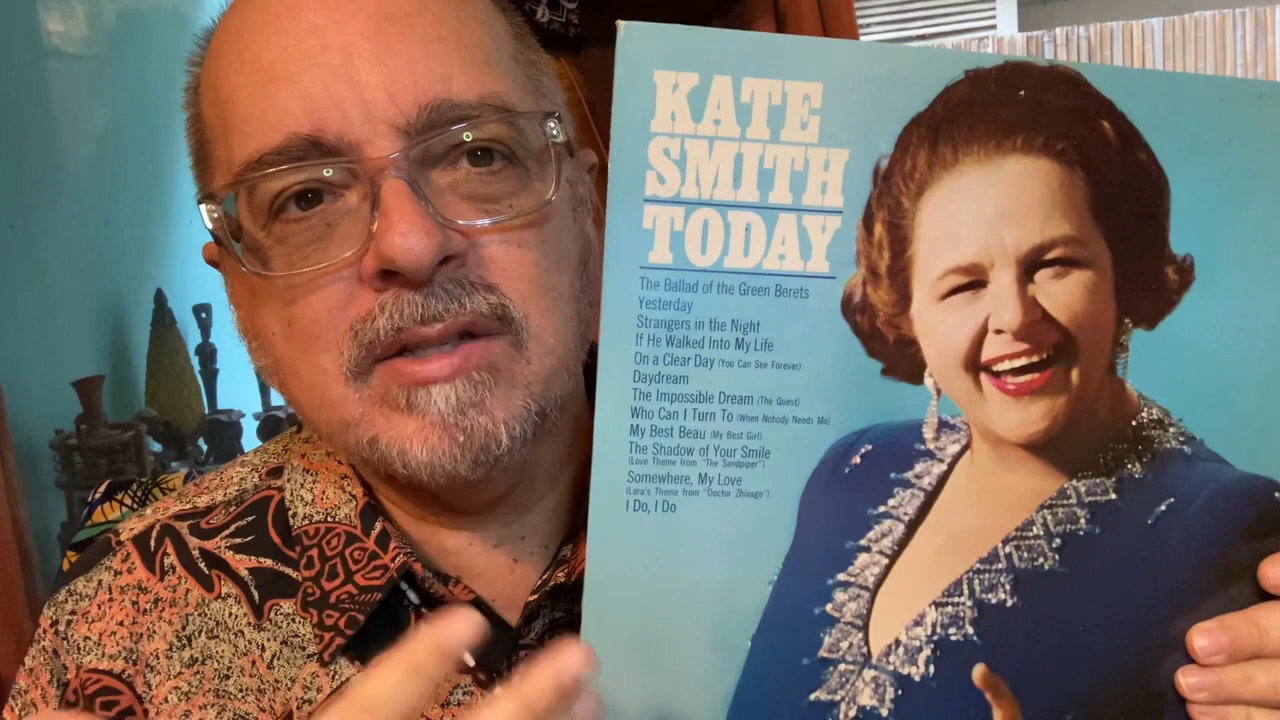 KATE
SMITH
TODAY
The Ballad of the Green Berets
Yesterday
Strangers in the Night
If He Walked Into My Life
On a Clear Day (You Can See Forever)
Daydream
The Impossible Dream (The Quest)
Who Can I Turn To (When Nobody Needs Me)
My Best Beau (My Best Girl)
The Shadow of Your Smile
(Love Theme from "The Sandpiper")
Somewhere, My Love
(Lara's Theme from "Doctor Zhivago")
I Do, I Do